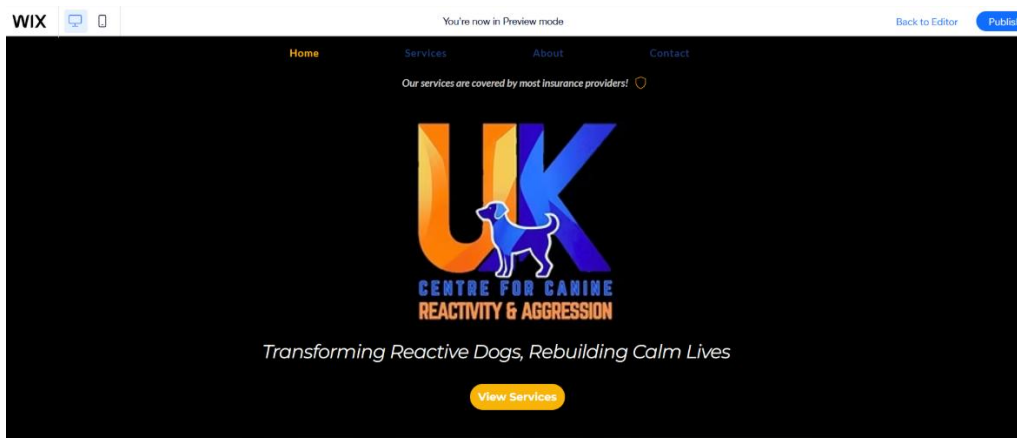 WIX
You're now in Preview mode
Back to Editor
Publish
Home
Services
About
Contact
Our services are covered by most insurance providers!
UK
CENTRE FOR CANINE
REACTIVITY & AGGRESSION
Transforming Reactive Dogs, Rebuilding Calm Lives
View Services